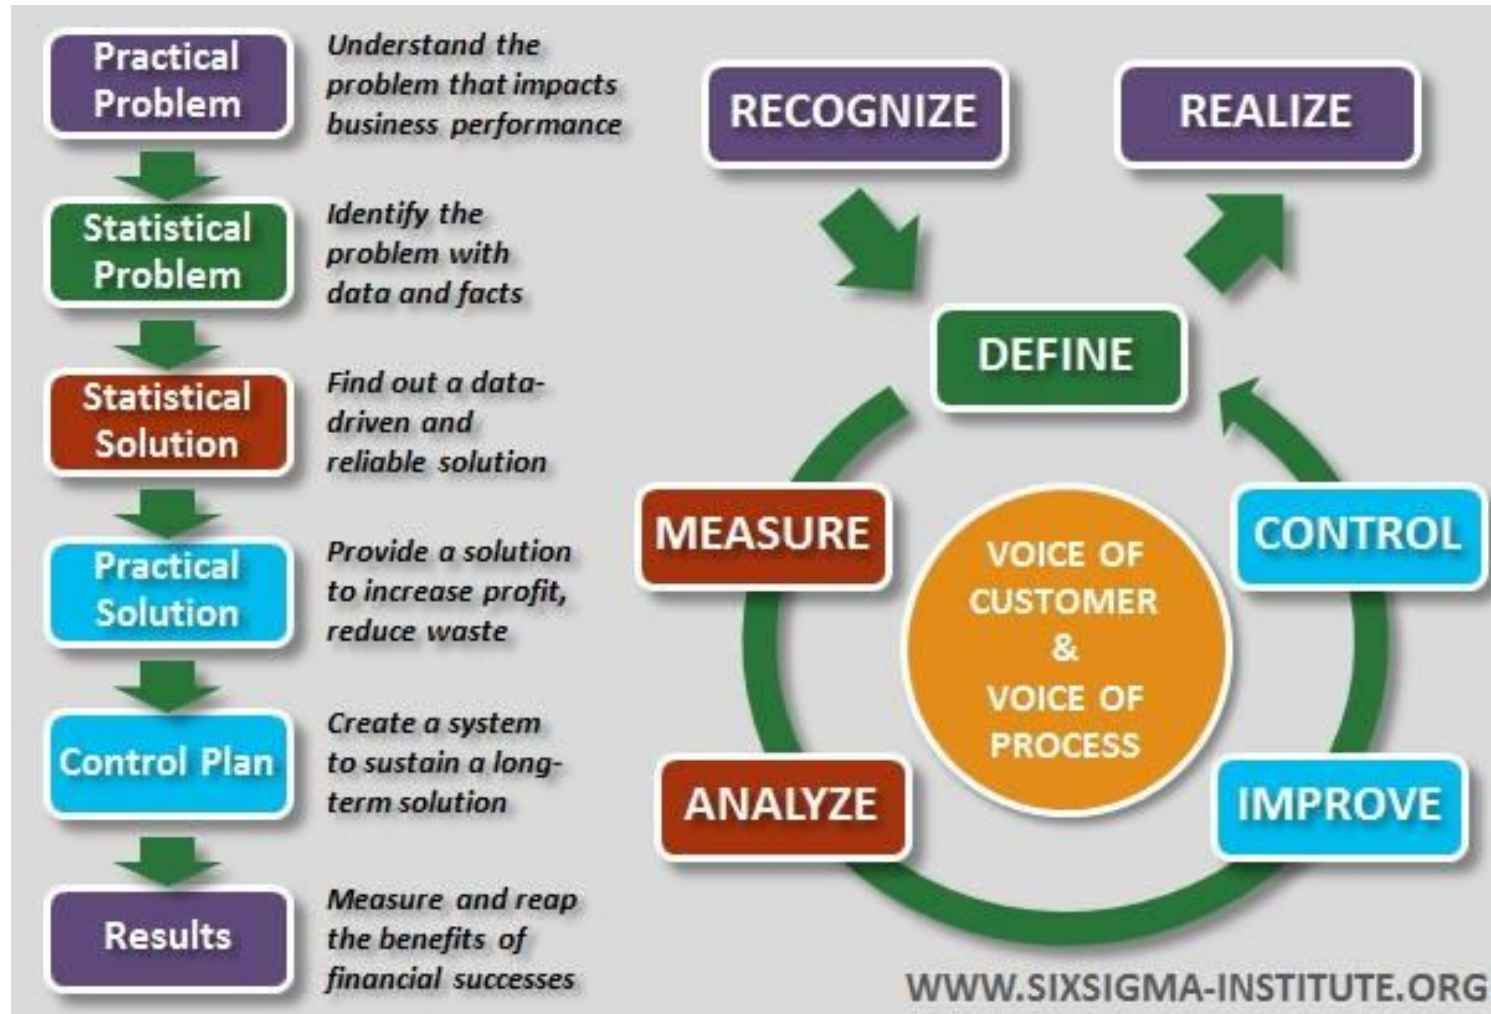 Practical
Problem
Understand the
problem that impacts
business performance
Statistical
Problem
Identify the
problem with
data and facts
Statistical
Solution
Find out a data-
driven and
reliable solution
Practical
Solution
Provide a solution
to increase profit,
reduce waste
Control Plan
Create a system
to sustain a long-
term solution
Results
Measure and reap
the benefits of
financial successes
RECOGNIZE
REALIZE
DEFINE
MEASURE
CONTROL
VOICE OF
CUSTOMER
&
VOICE OF
PROCESS
ANALYZE
IMPROVE
WWW.SIXSIGMA-INSTITUTE.ORG